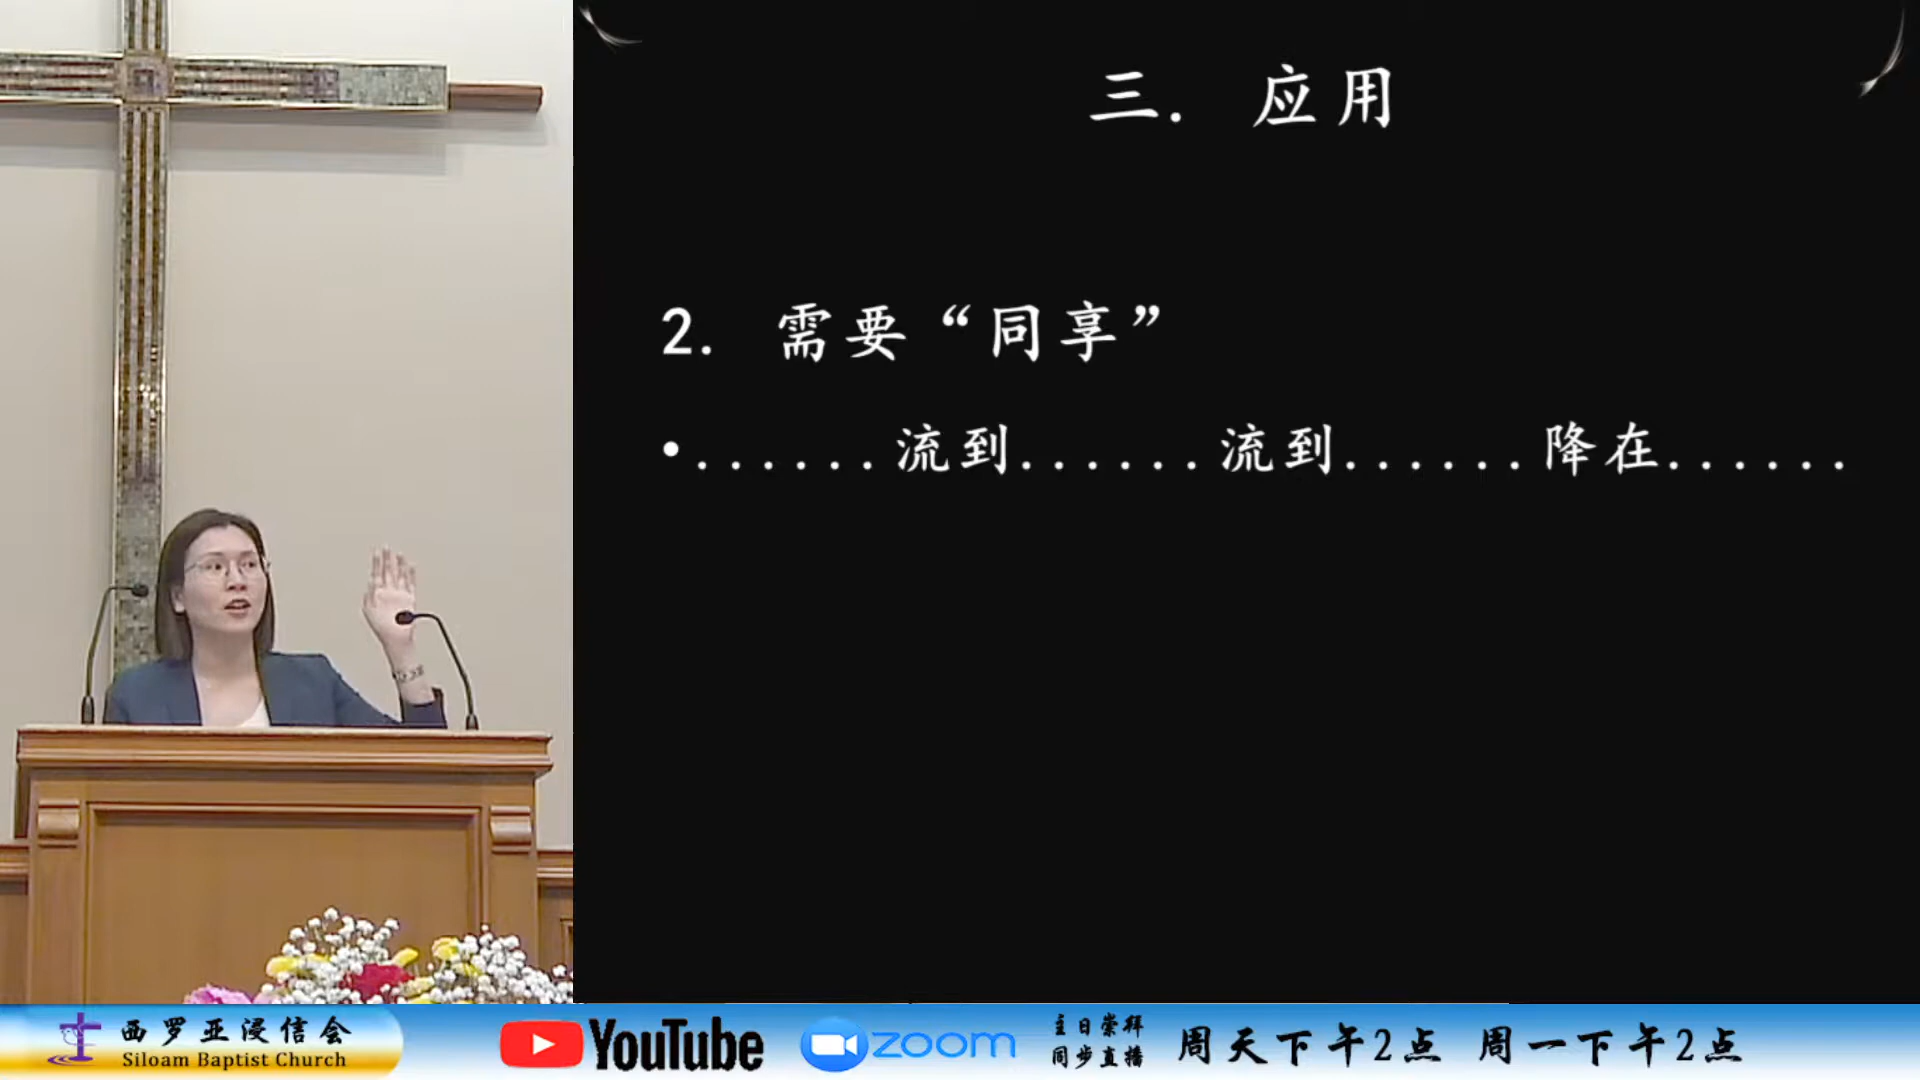 三. 应用
2. 需要“同享”
•......流到......流到......降在......
西罗亚浸信会
Siloam Baptist Church
YouTube
zoom
主日崇拜
同步直播
周天下午2点 周一下午2点